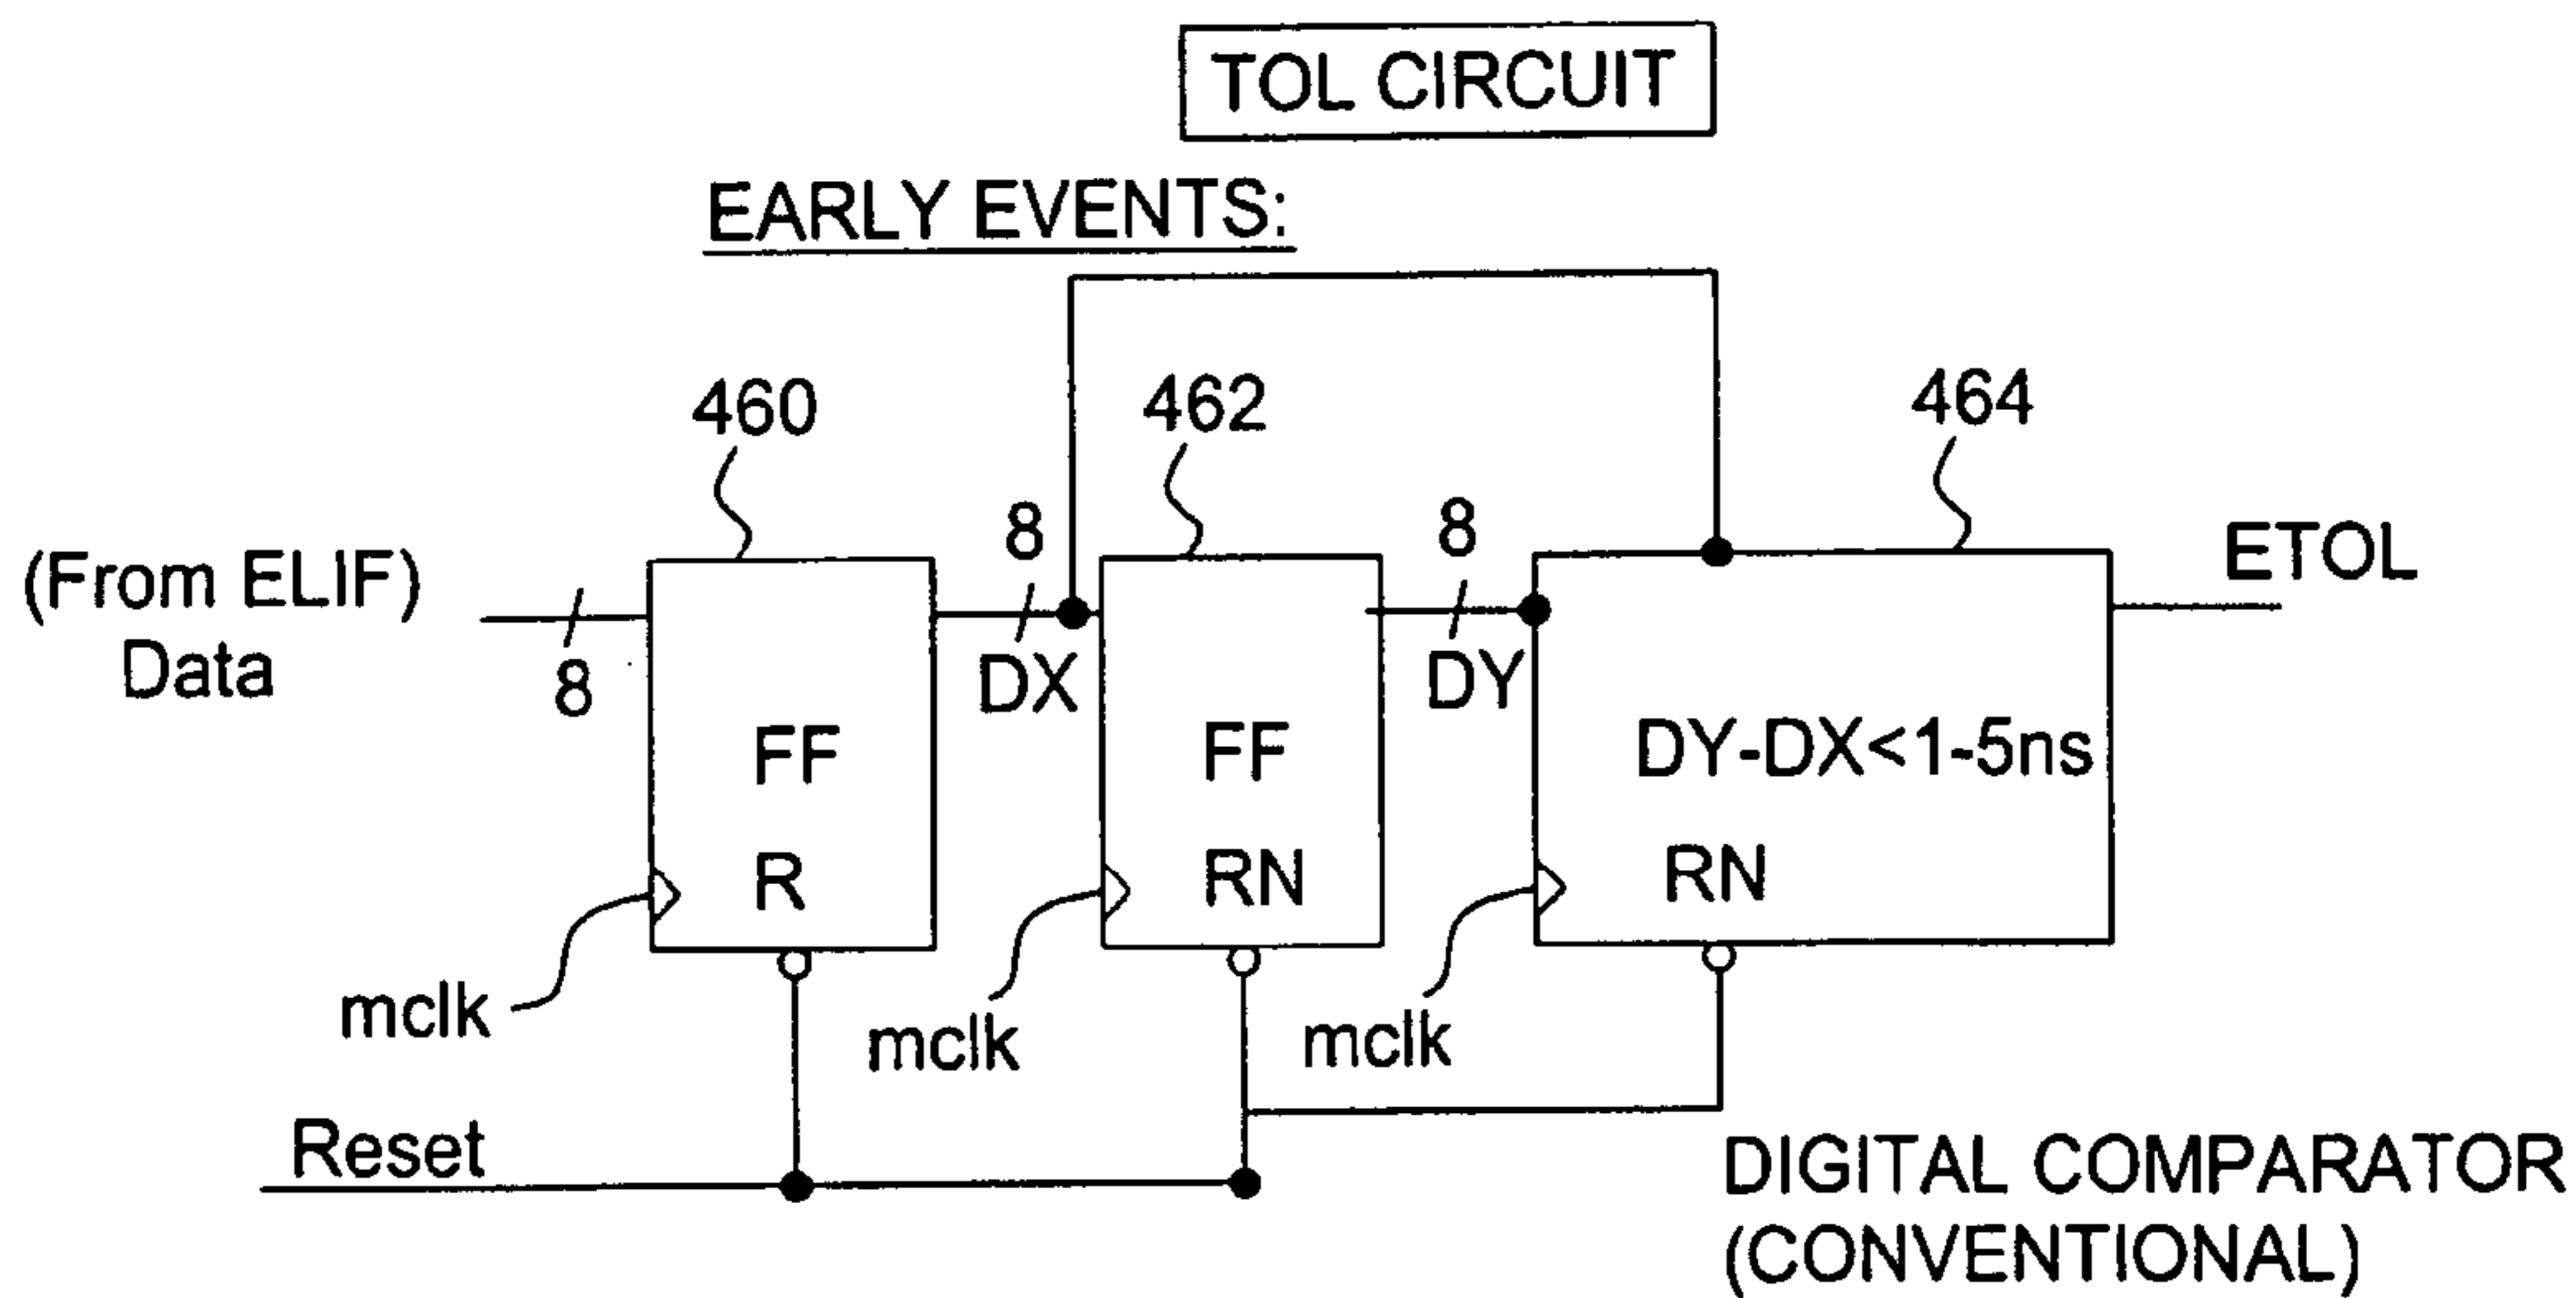 TOL CIRCUIT
EARLY EVENTS:
460
462
464
(From ELIF)
Data
8
8
DX
8
DY
ETOL
FF
R
FF
RN
DY-DX<1-5ns
RN
mclk
mclk
mclk
Reset
DIGITAL COMPARATOR
(CONVENTIONAL)